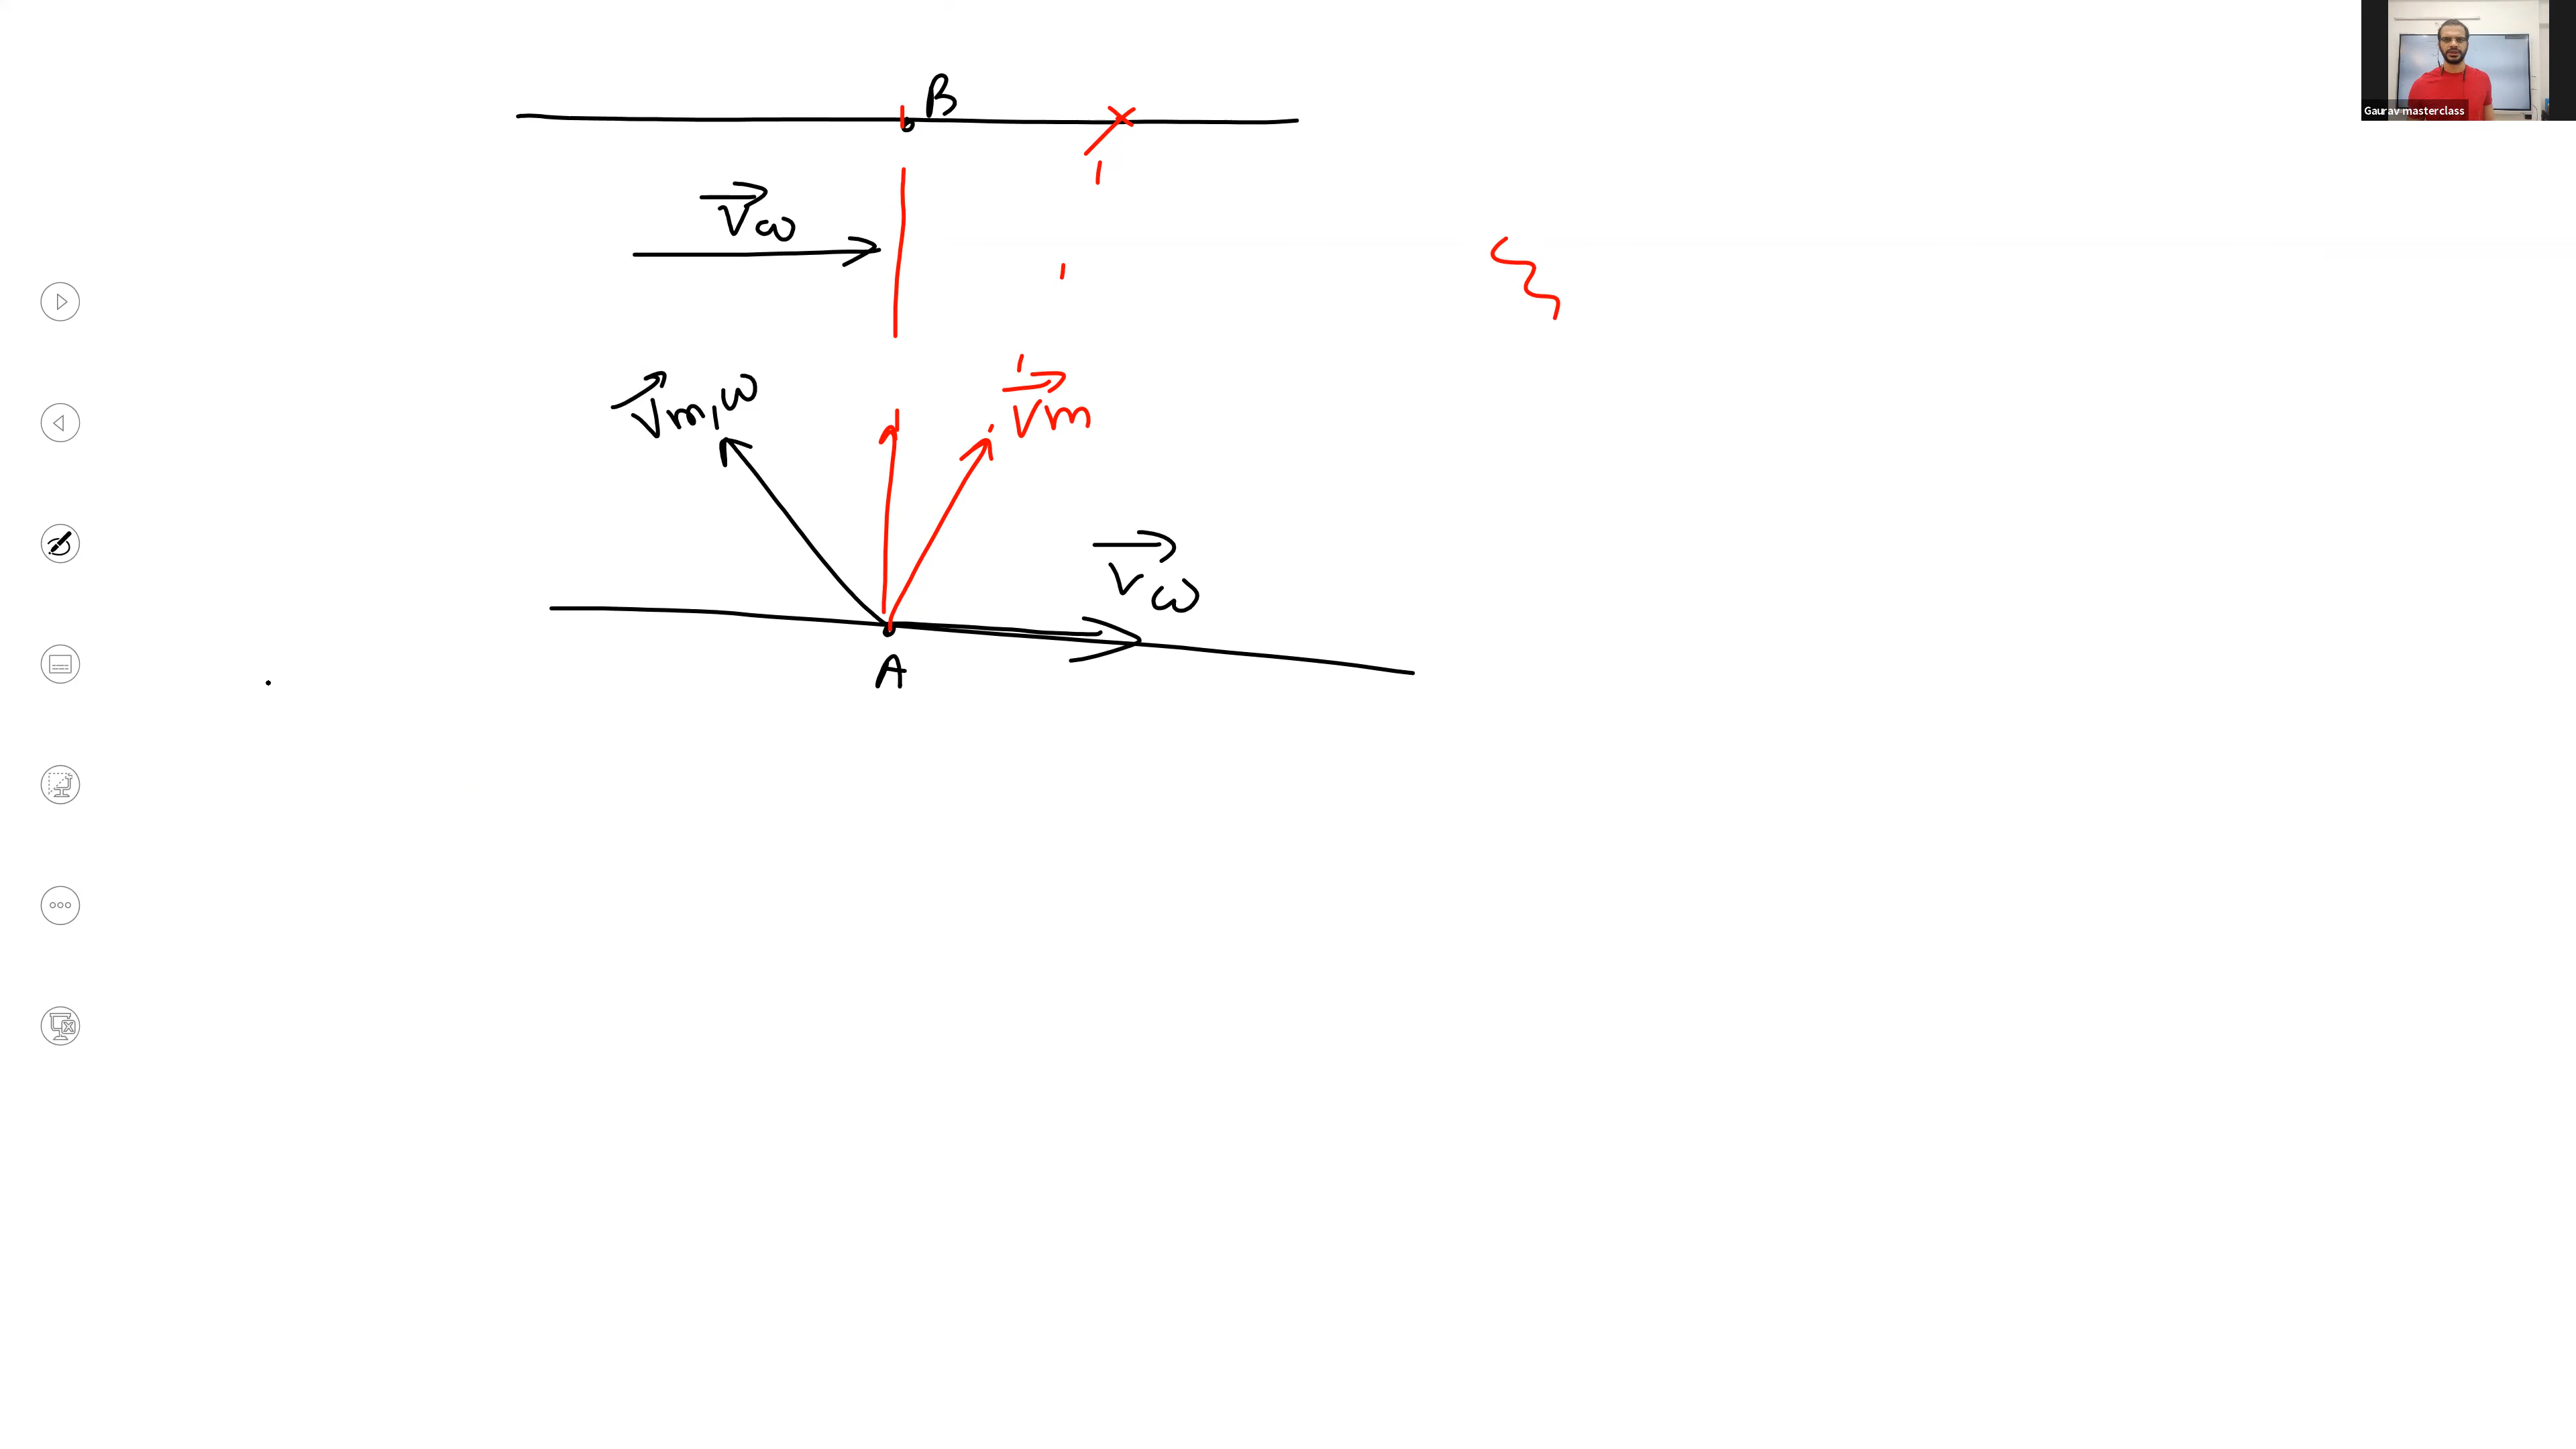 B
Gaurav masterclass
V⃗ω
V⃗m,ω
V⃗m
V⃗ω
A